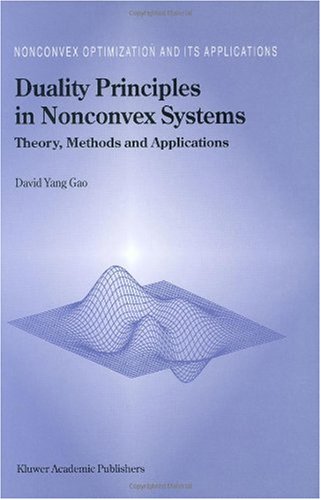 NONCONVEX OPTIMIZATION AND ITS APPLICATIONS
Duality Principles
in Nonconvex Systems
Theory, Methods and Applications
David Yang Gao
Kluwer Academic Publishers